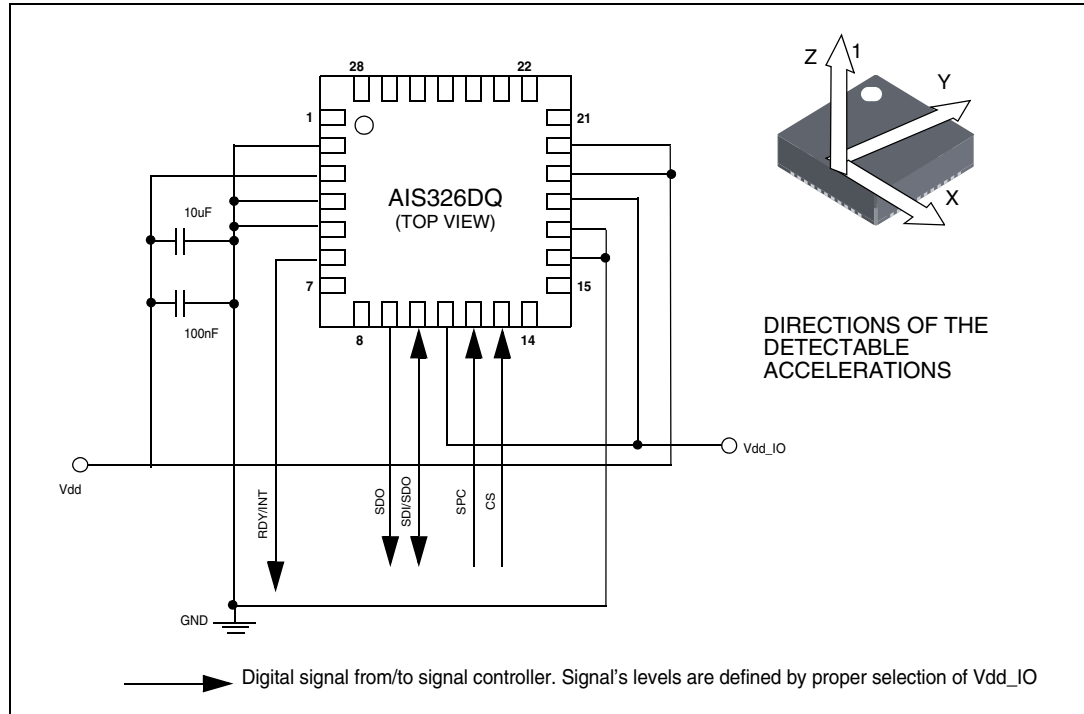 28
22
1
21
AIS326DQ
(TOP VIEW)
10uF
100nF
7
15
8
14
Z
1
Y
X
DIRECTIONS OF THE
DETECTABLE
ACCELERATIONS
Vdd_IO
Vdd
RDY/INT
SDO
SDI/SDO
SPC
CS
GND
Digital signal from/to signal controller. Signal's levels are defined by proper selection of Vdd_IO